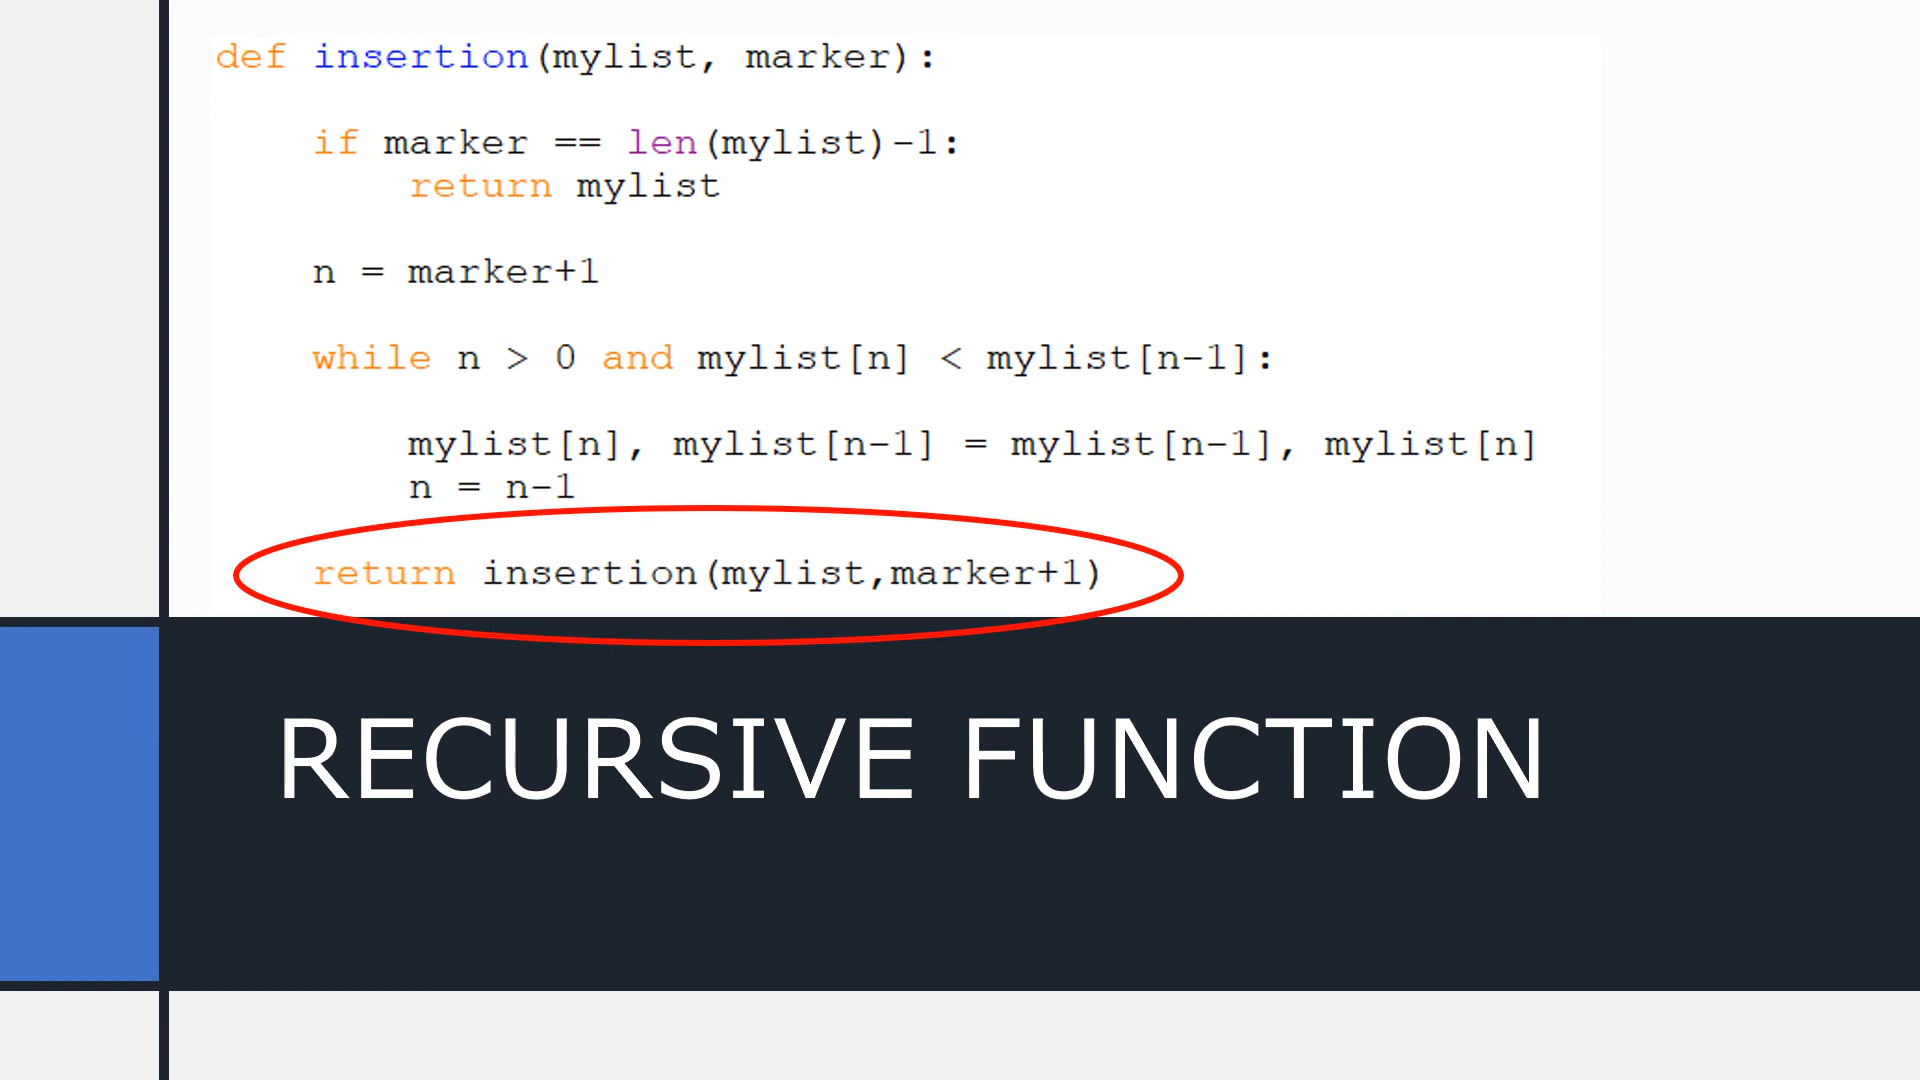 def insertion(mylist, marker):
    if marker == len(mylist)-1:
        return mylist
    n = marker+1
    while n > 0 and mylist[n] < mylist[n-1]:
        mylist[n], mylist[n-1] = mylist[n-1], mylist[n]
        n = n-1
    return insertion(mylist,marker+1)
RECURSIVE FUNCTION